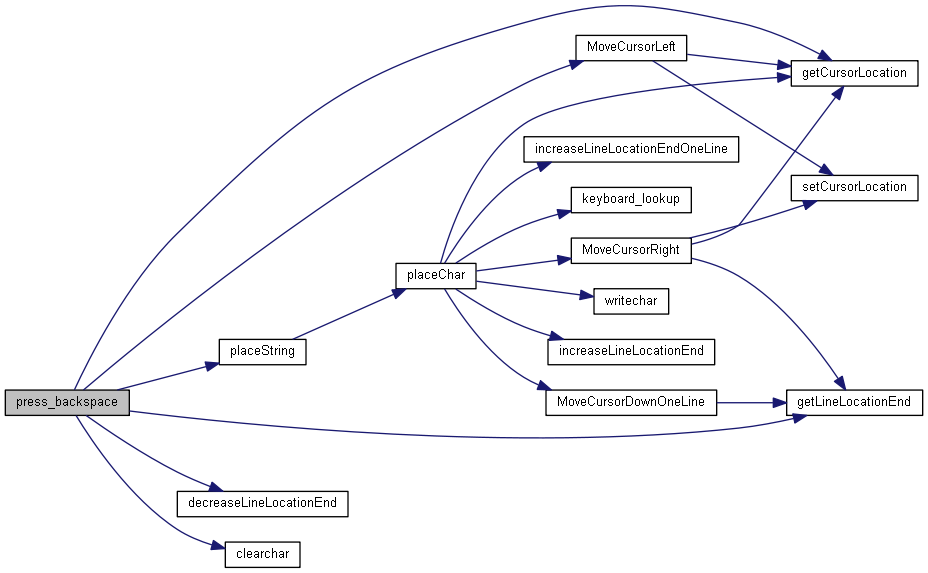 MoveCursorLeft
getCursorLocation
increaseLineLocationEndOneLine
setCursorLocation
keyboard_lookup
MoveCursorRight
placeChar
writechar
placeString
increaseLineLocationEnd
press_backspace
MoveCursorDownOneLine
getLineLocationEnd
decreaseLineLocationEnd
clearchar